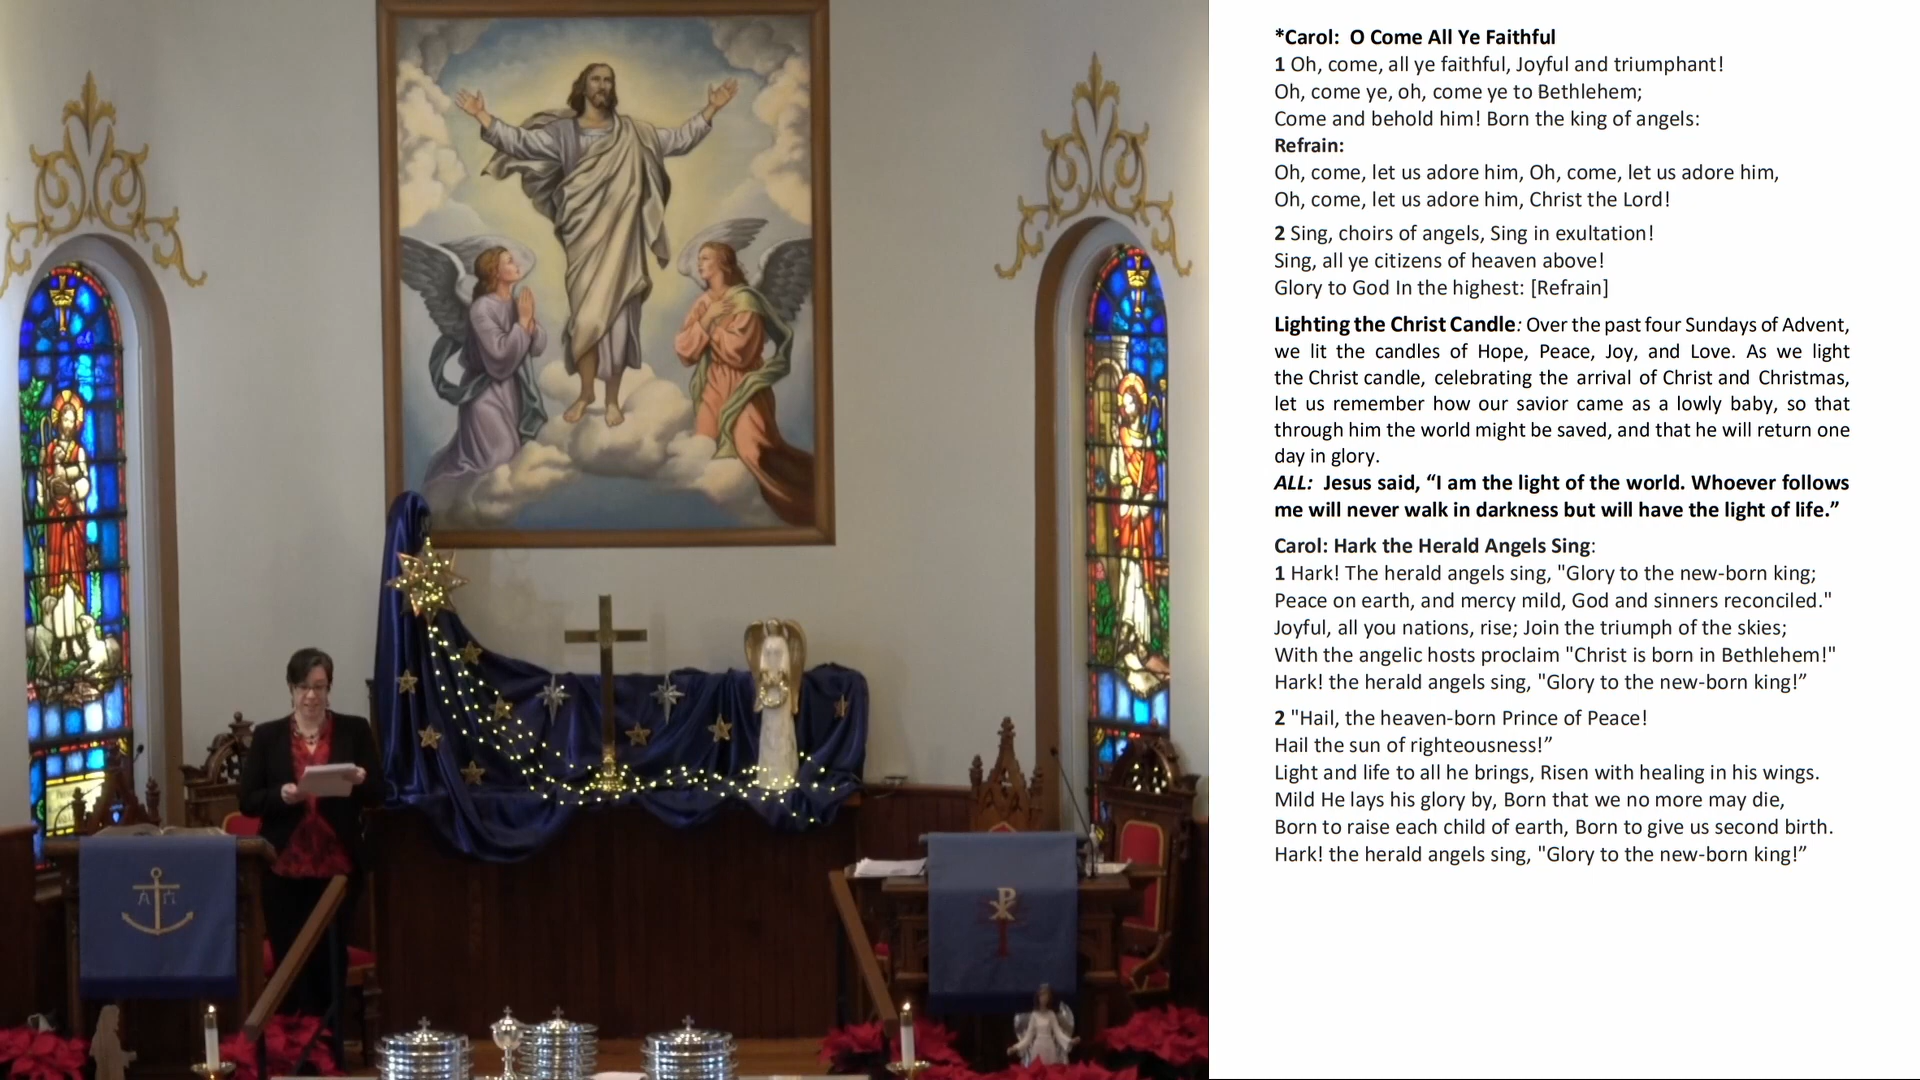 *Carol:  O Come All Ye Faithful
1 Oh, come, all ye faithful, Joyful and triumphant!
Oh, come ye, oh, come ye to Bethlehem;
Come and behold him! Born the king of angels:
Refrain:
Oh, come, let us adore him, Oh, come, let us adore him,
Oh, come, let us adore him, Christ the Lord!
2 Sing, choirs of angels, Sing in exultation!
Sing, all ye citizens of heaven above!
Glory to God In the highest: [Refrain]
Lighting the Christ Candle: Over the past four Sundays of Advent,
we lit the candles of Hope, Peace, Joy, and Love. As we light
the Christ candle, celebrating the arrival of Christ and Christmas,
let us remember how our savior came as a lowly baby, so that
through him the world might be saved, and that he will return one
day in glory.
ALL:  Jesus said, “I am the light of the world. Whoever follows
me will never walk in darkness but will have the light of life.”
Carol: Hark the Herald Angels Sing:
1 Hark! The herald angels sing, "Glory to the new-born king;
Peace on earth, and mercy mild, God and sinners reconciled."
Joyful, all you nations, rise; Join the triumph of the skies;
With the angelic hosts proclaim "Christ is born in Bethlehem!"
Hark! the herald angels sing, "Glory to the new-born king!”
2 "Hail, the heaven-born Prince of Peace!
Hail the sun of righteousness!”
Light and life to all he brings, Risen with healing in his wings.
Mild He lays his glory by, Born that we no more may die,
Born to raise each child of earth, Born to give us second birth.
Hark! the herald angels sing, "Glory to the new-born king!”
Α Ω